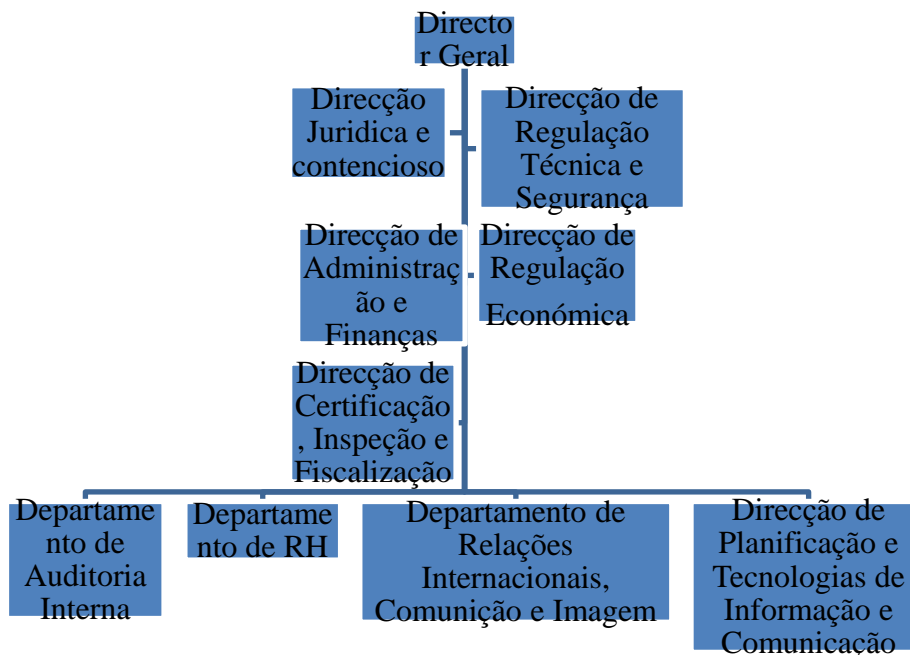 Directo
r Geral
Direcção
Juridica e
contencioso
Direcção de
Regulação
Técnica e
Segurança
Direcção de
Administraç
ão e
Finanças
Direcção de
Regulação
Económica
Direcção de
Certificação
, Inspeção e
Fiscalização
Departame
nto de
Auditoria
Interna
Departame
nto de RH
Departamento de
Relações
Internacionais,
Comunição e Imagem
Direcção de
Planificação e
Tecnologias de
Informação e
Comunicação